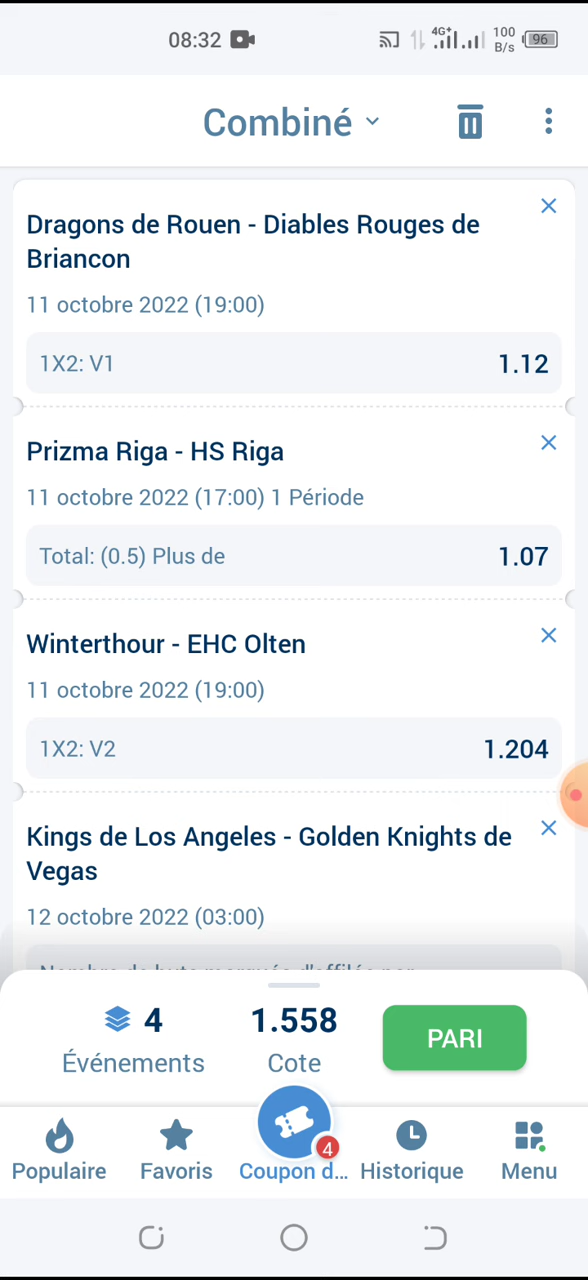 08:32
4G+
100
B/s
96
Combiné
Dragons de Rouen - Diables Rouges de
Briancon
11 octobre 2022 (19:00)
1X2: V1
1.12
Prizma Riga - HS Riga
11 octobre 2022 (17:00) 1 Période
Total: (0.5) Plus de
1.07
Winterthour - EHC Olten
11 octobre 2022 (19:00)
1X2: V2
1.204
Kings de Los Angeles - Golden Knights de
Vegas
12 octobre 2022 (03:00)
4
Événements
1.558
Cote
PARI
4
Populaire
Favoris
Coupon d...
Historique
Menu